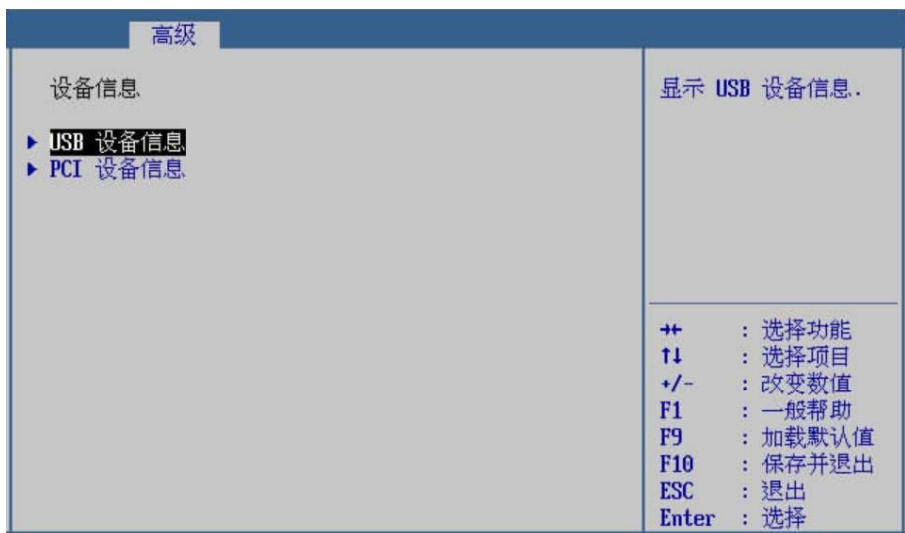 高级
设备信息
USB 设备信息
PCI 设备信息
显示 USB 设备信息.
→← : 选择功能
↑↓ : 选择项目
+/- : 改变数值
F1 : 一般帮助
F9 : 加载默认值
F10 : 保存并退出
ESC : 退出
Enter : 选择